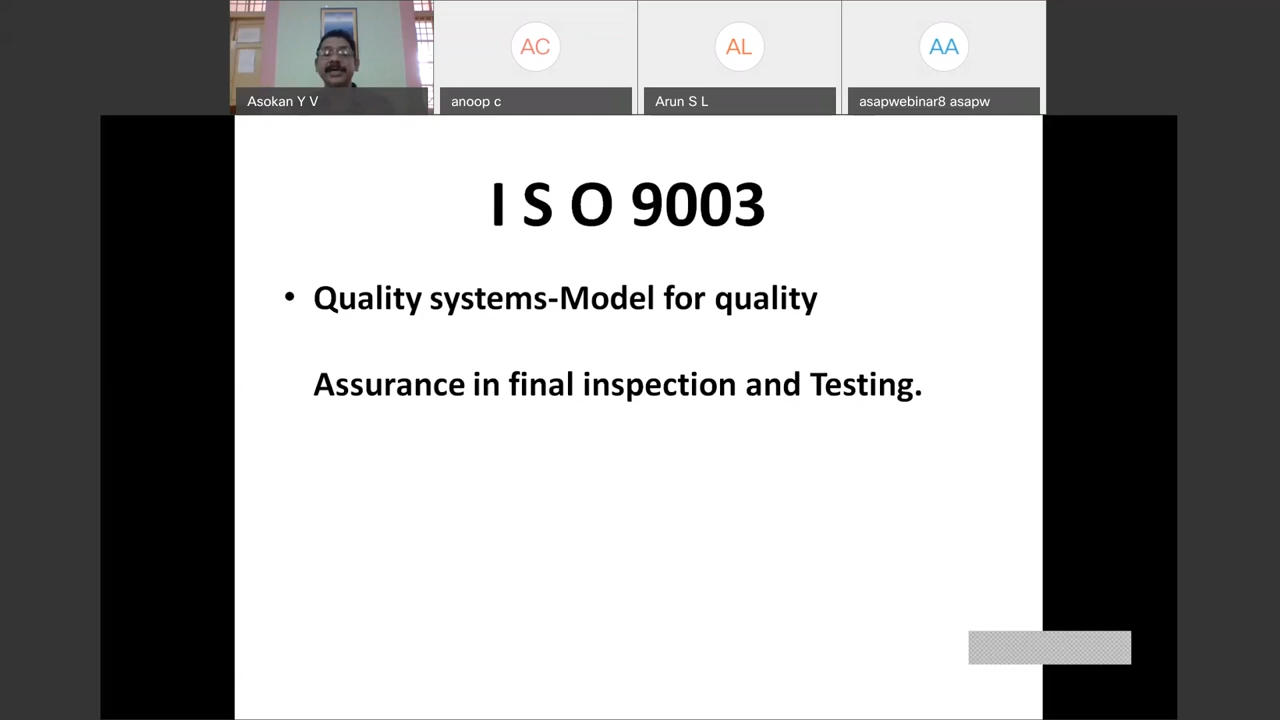 AC
AL
AA
Asokan Y V
anoop c
Arun S L
asapwebinar8 asapw
I S O 9003
• Quality systems-Model for quality
Assurance in final inspection and Testing.